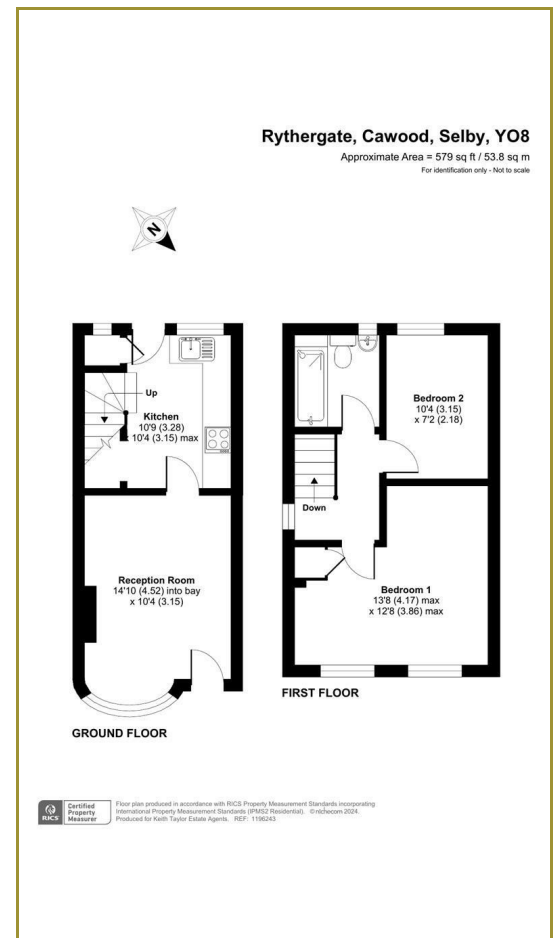 Rythergate, Cawood, Selby, YO8
Approximate Area = 579 sq ft / 53.8 sq m
For identification only - Not to scale
N
Up
Kitchen
10'9 (3.28)
x 10'4 (3.15) max
Reception Room
14'10 (4.52) into bay
x 10'4 (3.15)
GROUND FLOOR
Bedroom 2
10'4 (3.15)
x 7'2 (2.18)
Down
Bedroom 1
13'8 (4.17) max
x 12'8 (3.86) max
FIRST FLOOR
RICS
Certified
Property
Measurer
Floor plan produced in accordance with RICS Property Measurement Standards incorporating
International Property Measurement Standards (IPMS2 Residential). © nichecom 2024.
Produced for Keith Taylor Estate Agents. REF: 1196243